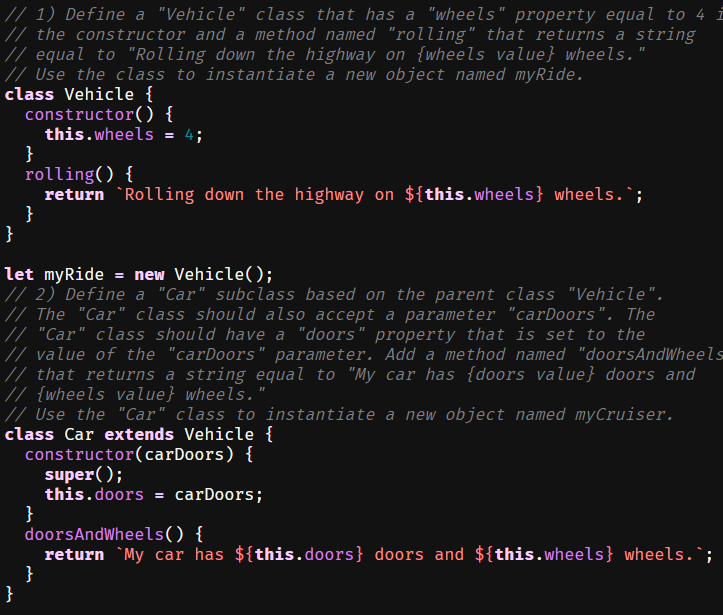 // 1) Define a "Vehicle" class that has a "wheels" property equal to 4 i
// the constructor and a method named "rolling" that returns a string
// equal to "Rolling down the highway on {wheels value} wheels."
// Use the class to instantiate a new object named myRide.
class Vehicle {
  constructor() {
    this.wheels = 4;
  }
  rolling() {
    return `Rolling down the highway on ${this.wheels} wheels.`;
  }
}

let myRide = new Vehicle();
// 2) Define a "Car" subclass based on the parent class "Vehicle".
// The "Car" class should also accept a parameter "carDoors". The
// "Car" class should have a "doors" property that is set to the
// value of the "carDoors" parameter. Add a method named "doorsAndWheels
// that returns a string equal to "My car has {doors value} doors and
// {wheels value} wheels."
// Use the "Car" class to instantiate a new object named myCruiser.
class Car extends Vehicle {
  constructor(carDoors) {
    super();
    this.doors = carDoors;
  }
  doorsAndWheels() {
    return `My car has ${this.doors} doors and ${this.wheels} wheels.`;
  }
}